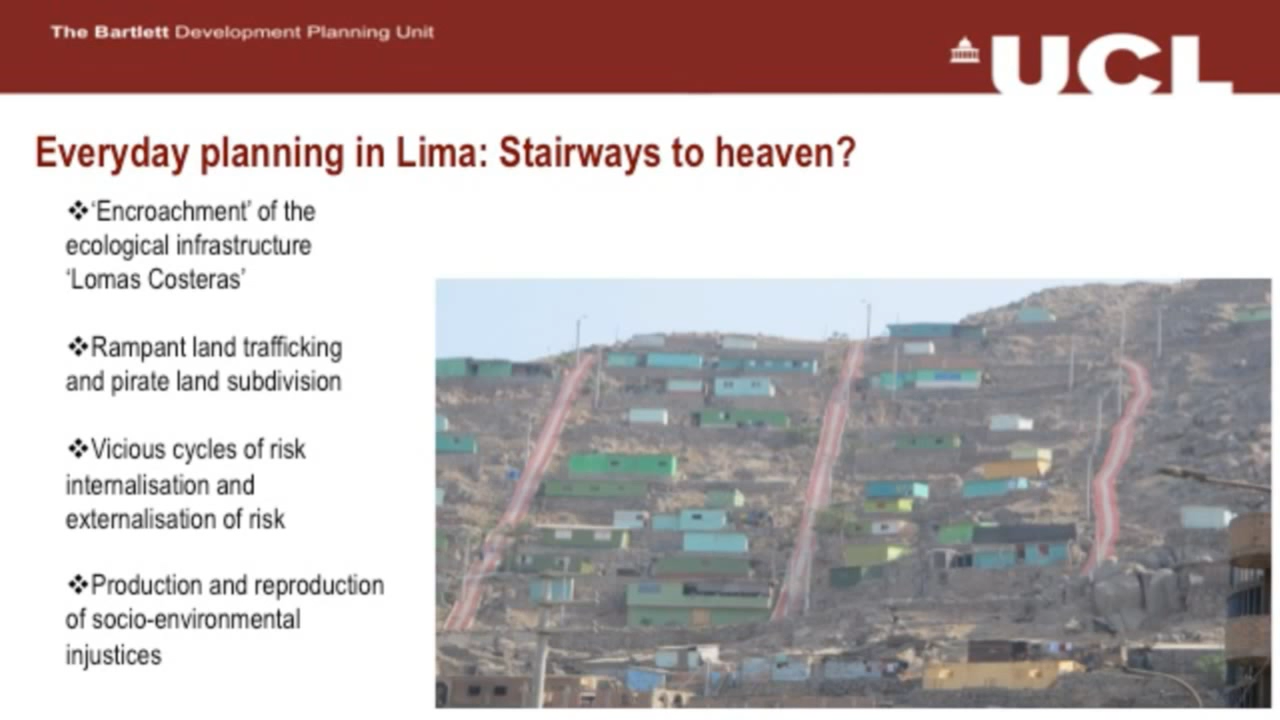 The Bartlett Development Planning Unit
UCL
Everyday planning in Lima: Stairways to heaven?
❖‘Encroachment’ of the
ecological infrastructure
‘Lomas Costeras’
❖Rampant land trafficking
and pirate land subdivision
❖Vicious cycles of risk
internalisation and
externalisation of risk
❖Production and reproduction
of socio-environmental
injustices